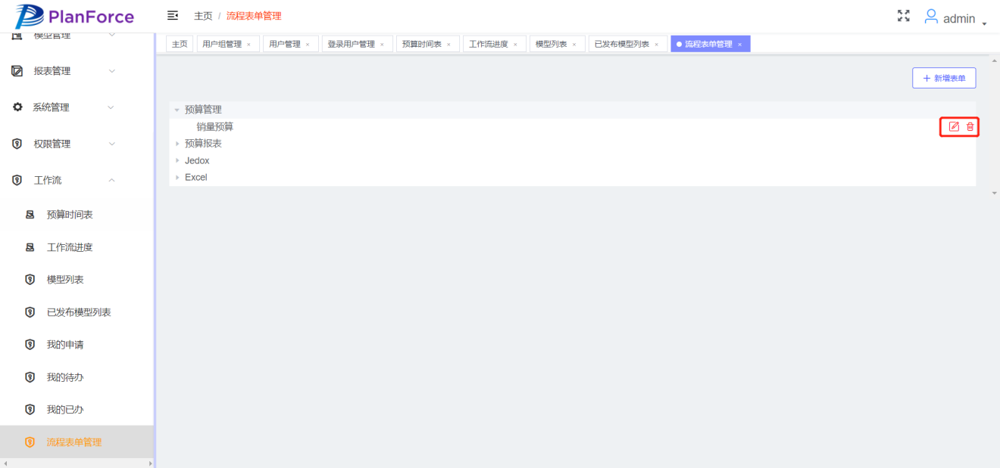 PlanForce
主页 / 流程表单管理
admin
主页 用户组管理 × 用户管理 × 登录用户管理 × 预算时间表 × 工作流进度 × 模型列表 × 已发布模型列表 × 流程表单管理 ×
模型管理
报表管理
系统管理
权限管理
工作流
预算时间表
工作流进度
模型列表
已发布模型列表
我的申请
我的待办
我的已办
流程表单管理
+ 新增表单
预算管理
销量预算
预算报表
Jedox
Excel